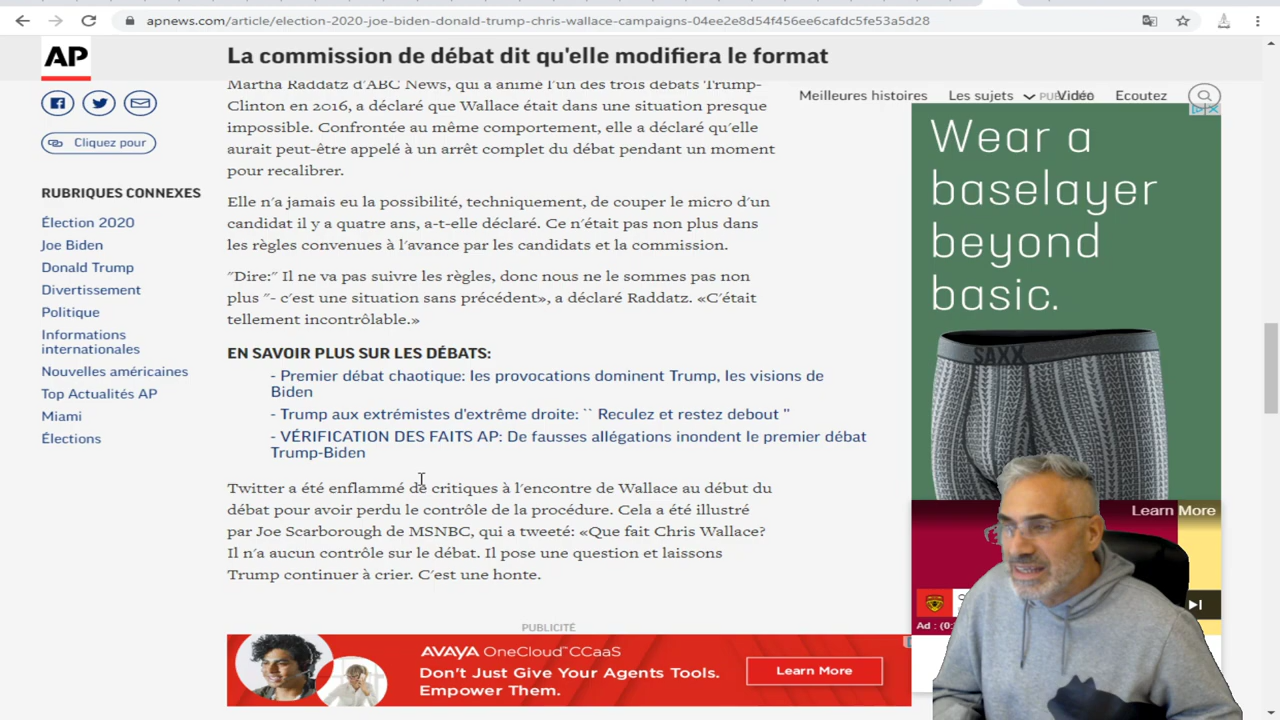 apnews.com/article/election-2020-joe-biden-donald-trump-chris-wallace-campaigns-04ee2e8d54f456ee6cafdc5fe53a5d28
AP
La commission de débat dit qu'elle modifiera le format
Meilleures histoires
Les sujets
PUBLICITÉ
Vidéo
Ecoutez
Cliquez pour
RUBRIQUES CONNEXES
Élection 2020
Joe Biden
Donald Trump
Divertissement
Politique
Informations
internationales
Nouvelles américaines
Top Actualités AP
Miami
Élections
Martha Raddatz d'ABC News, qui a animé l'un des trois débats Trump-
Clinton en 2016, a déclaré que Wallace était dans une situation presque
impossible. Confrontée au même comportement, elle a déclaré qu'elle
aurait peut-être appelé à un arrêt complet du débat pendant un moment
pour recalibrer.
Elle n'a jamais eu la possibilité, techniquement, de couper le micro d'un
candidat il y a quatre ans, a-t-elle déclaré. Ce n'était pas non plus dans
les règles convenues à l'avance par les candidats et la commission.
"Dire:" Il ne va pas suivre les règles, donc nous ne le sommes pas non
plus "- c'est une situation sans précédent», a déclaré Raddatz. «C'était
tellement incontrôlable.»
EN SAVOIR PLUS SUR LES DÉBATS:
- Premier débat chaotique: les provocations dominent Trump, les visions de
Biden
- Trump aux extrémistes d'extrême droite: `` Reculez et restez debout ''
- VÉRIFICATION DES FAITS AP: De fausses allégations inondent le premier débat
Trump-Biden
Twitter a été enflammé de critiques à l'encontre de Wallace au début du
débat pour avoir perdu le contrôle de la procédure. Cela a été illustré
par Joe Scarborough de MSNBC, qui a tweeté: «Que fait Chris Wallace?
Il n'a aucun contrôle sur le débat. Il pose une question et laissons
Trump continuer à crier. C'est une honte.
PUBLICITÉ
AVAYA OneCloud CCaaS
Don't Just Give Your Agents Tools.
Empower Them.
Learn More
Wear a
baselayer
beyond
basic.
SAXX
Learn More
Ad : (0: